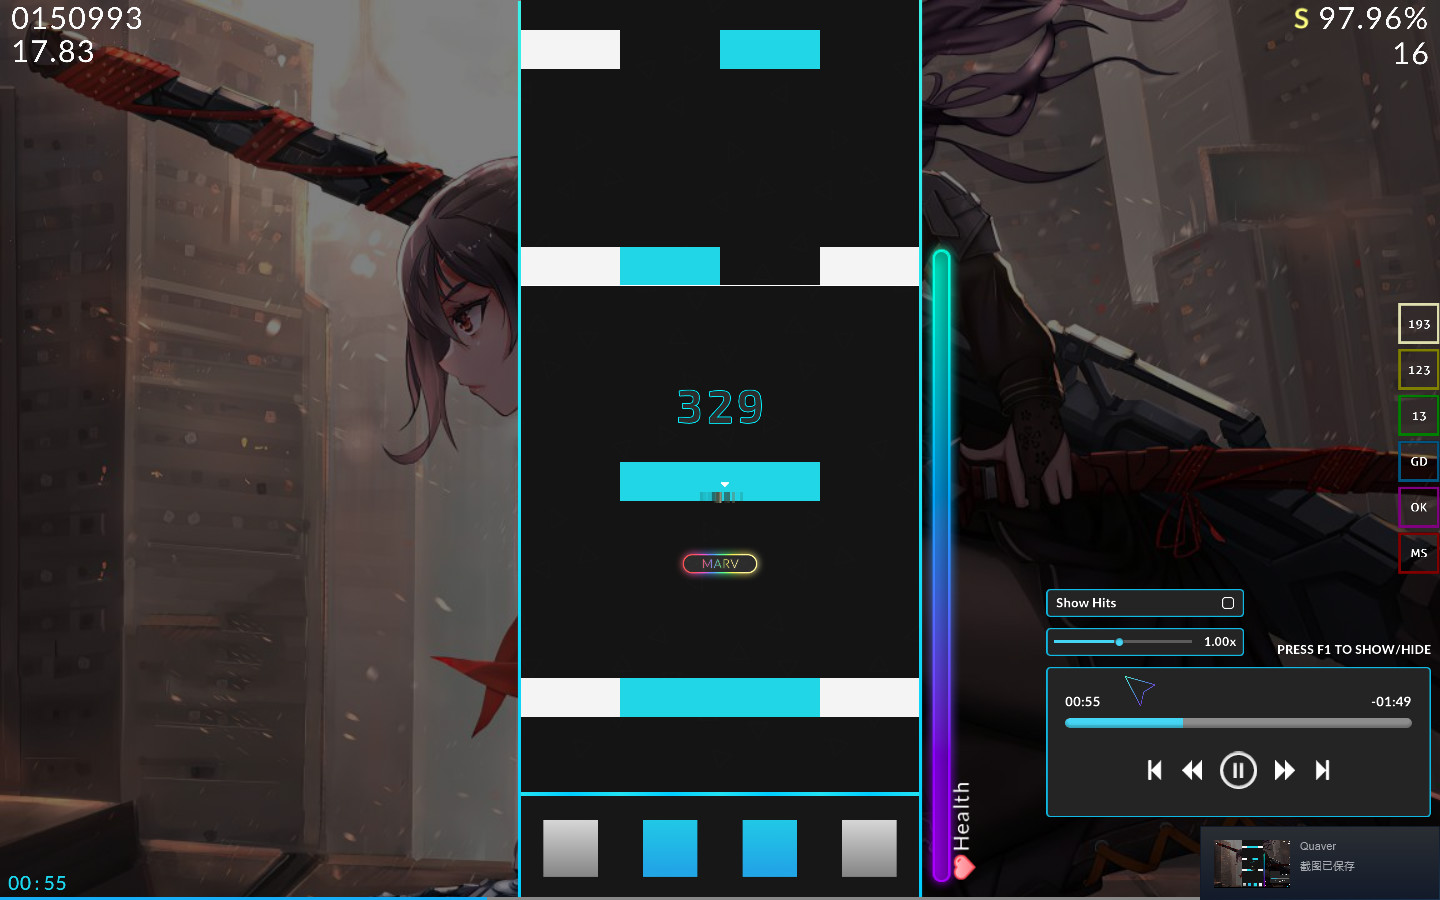 0150993
17.83
S 97.96%
16
329
MARV
193
123
13
GD
OK
MS
Show Hits
1.00x
PRESS F1 TO SHOW/HIDE
00:55
-01:49
Health
Quaver
截图已保存
00:55